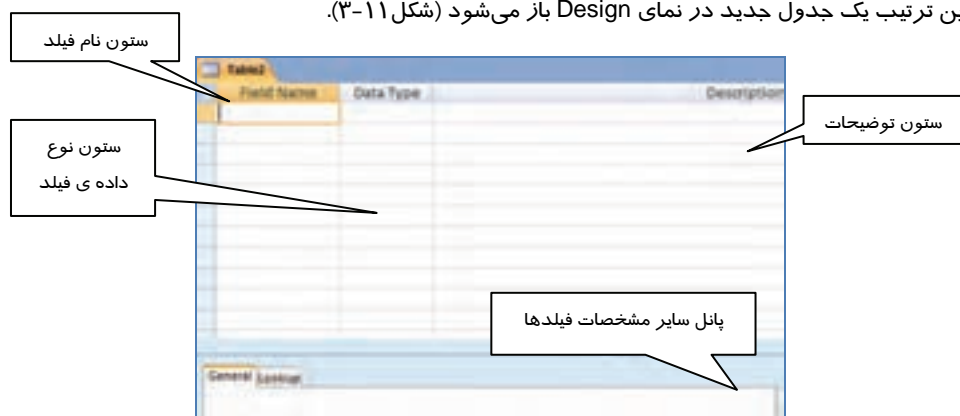 ین ترتیب یک جدول جدید در نمای Design باز می‌شود (شکل۱۱-۳).
ستون نام فیلد
Table2
Field Name Data Type Description
ستون توضیحات
ستون نوع
داده ی فیلد
پانل سایر مشخصات فیلدها
General Lookup